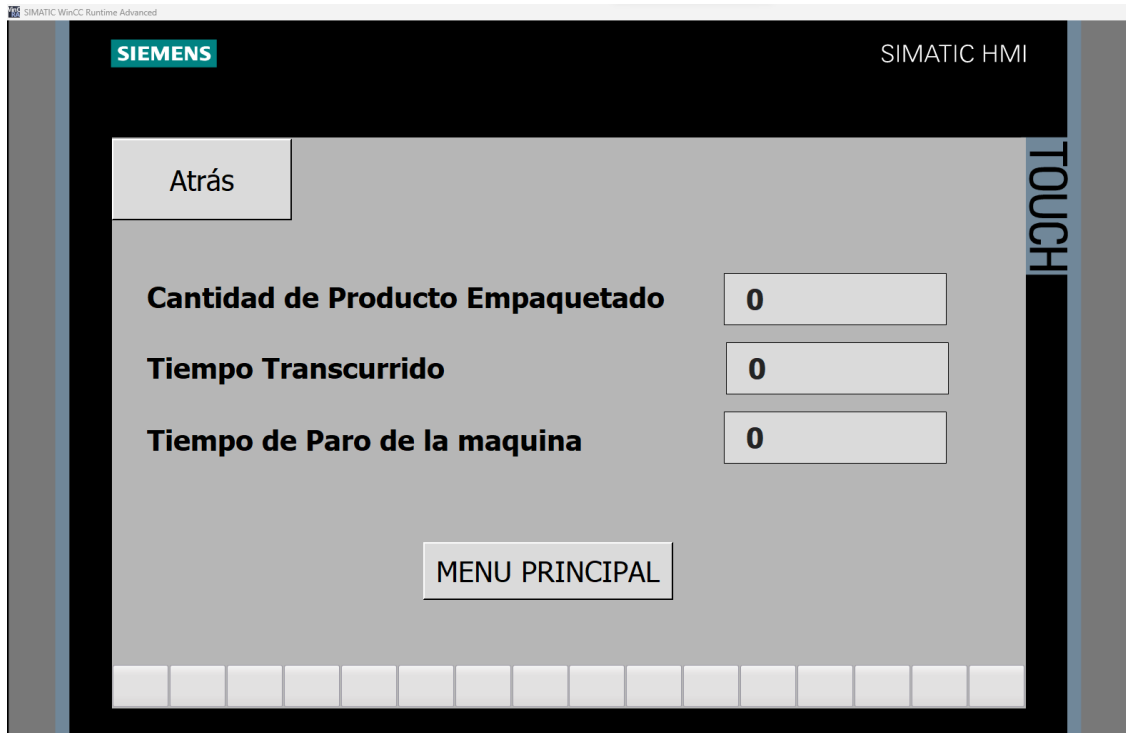 SIMATIC WinCC Runtime Advanced
SIEMENS
SIMATIC HMI
TOUCH
Atrás
Cantidad de Producto Empaquetado 0
Tiempo Transcurrido 0
Tiempo de Paro de la maquina 0
MENU PRINCIPAL